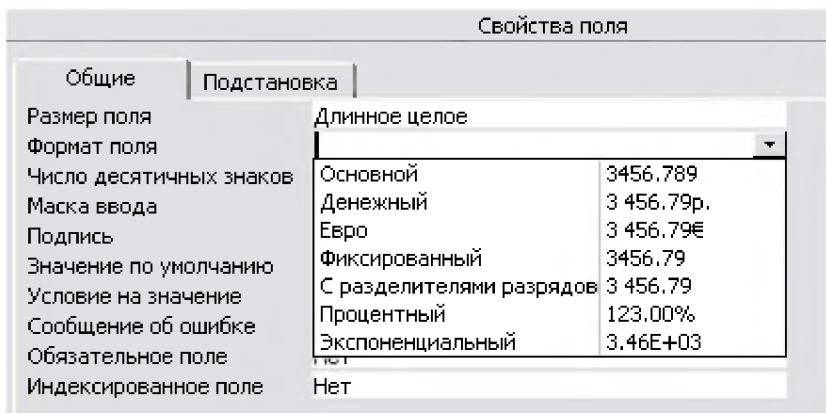 Свойства поля
Общие Подстановка
Размер поля Длинное целое
Формат поля
Число десятичных знаков Основной 3456.789
Маска ввода Денежный 3 456.79р.
Подпись Евро 3 456.79€
Значение по умолчанию Фиксированный 3456.79
Условие на значение С разделителями разрядов 3 456.79
Сообщение об ошибке Процентный 123.00%
Обязательное поле Экспоненциальный 3.46E+03
Индексированное поле Нет